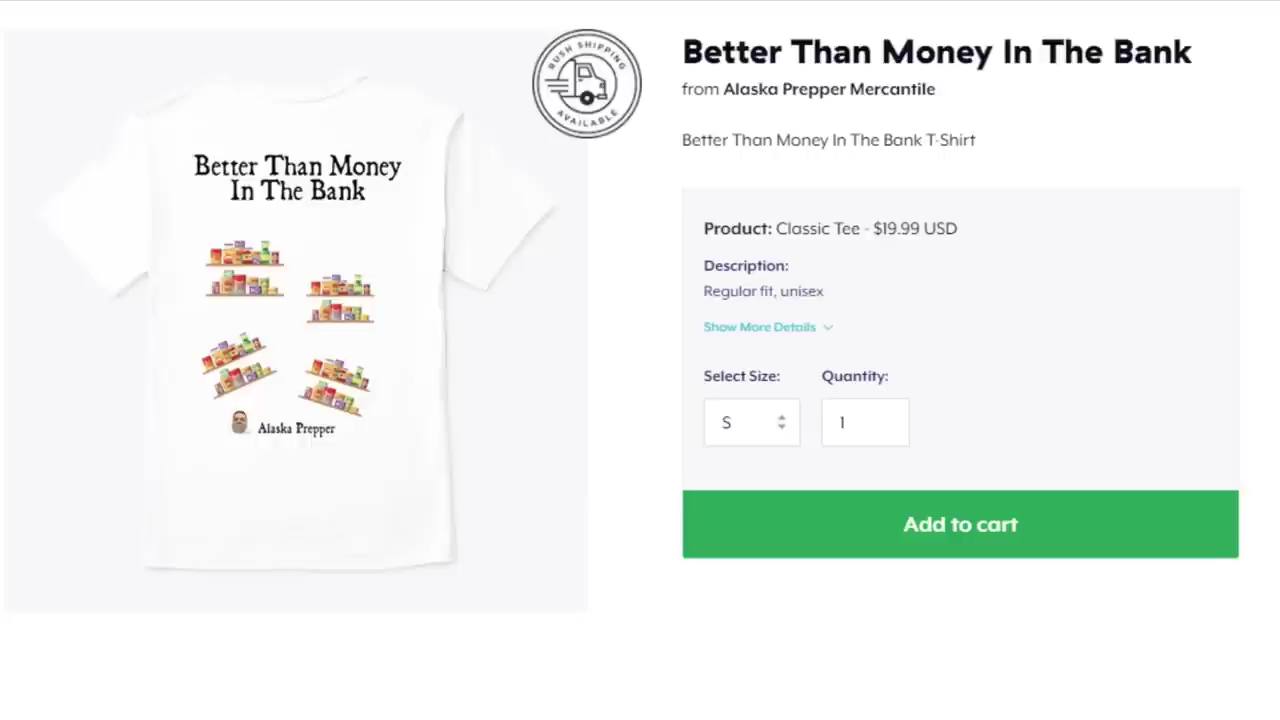 Better Than Money
In The Bank
Alaska Prepper
RUSH SHIPPING
AVAILABLE
Better Than Money In The Bank
from Alaska Prepper Mercantile
Better Than Money In The Bank T-Shirt
Product: Classic Tee - $19.99 USD
Description:
Regular fit, unisex
Show More Details
Select Size: Quantity:
S 1
Add to cart